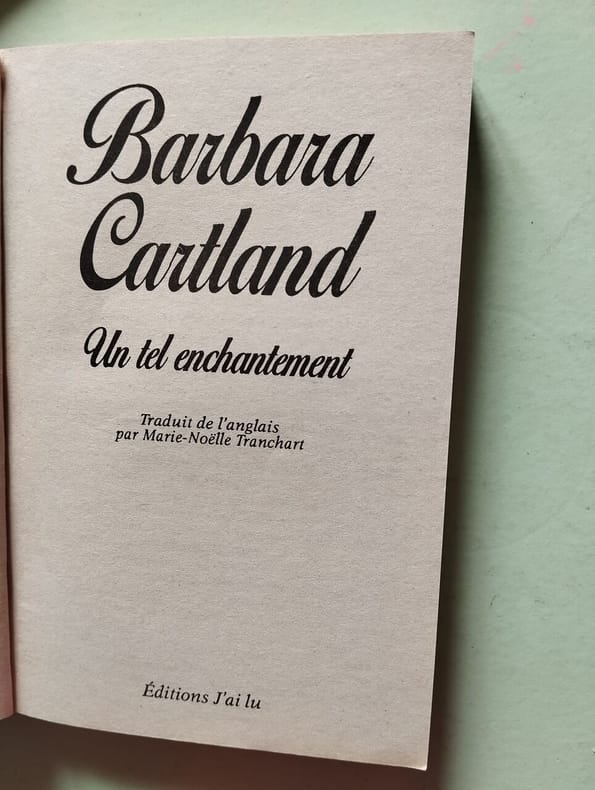 Barbara
Cartland
Un tel enchantement
Traduit de l'anglais
par Marie-Noëlle Tranchart
Éditions J'ai lu